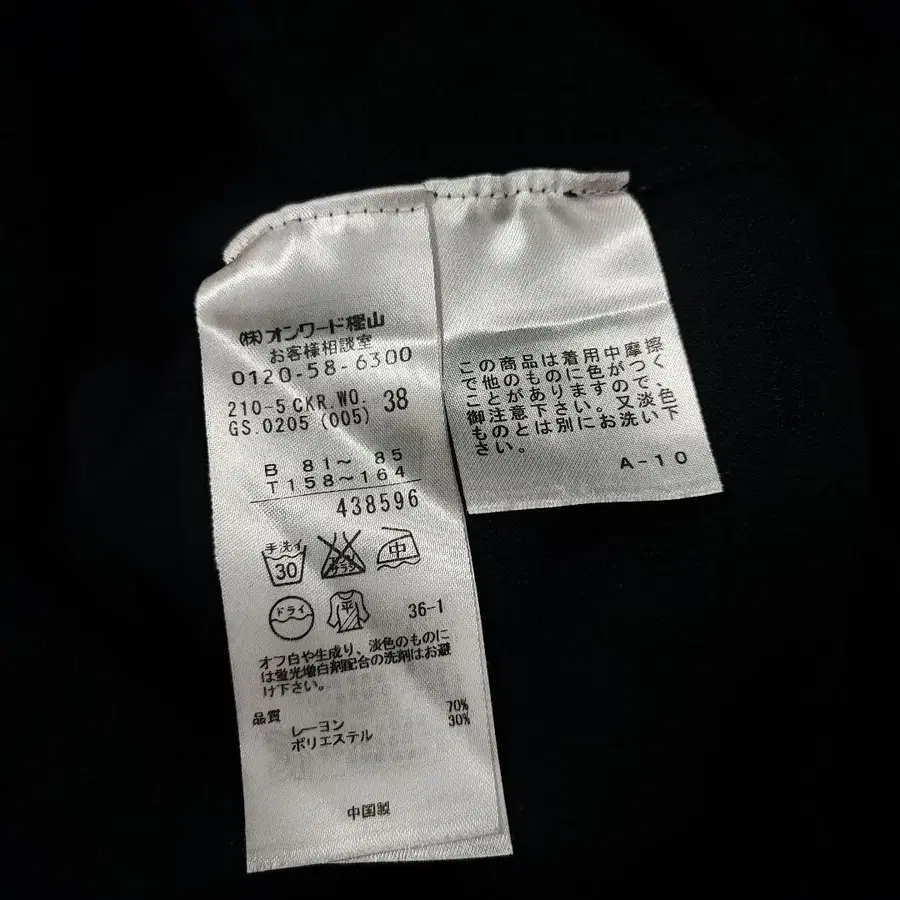 (株)オンワード樫山
お客様相談室
0120-58-6300
210-5 CKR.WO. 38
GS.0205 (005)
B 81〜 85
T158〜164
438596
手洗イ
30
エンソ
サラシ
中
ドライ
平
36-1
オフ白や生成り、淡色のものに
は蛍光増白剤配合の洗剤はお避
け下さい。
品質
レーヨン 70%
ポリエステル 30%
この商品は着用中摩擦
で他のものに色がつく
ことがあります。又淡色
御注意下さい。
ものとは別にお洗い下
さい。
A-10